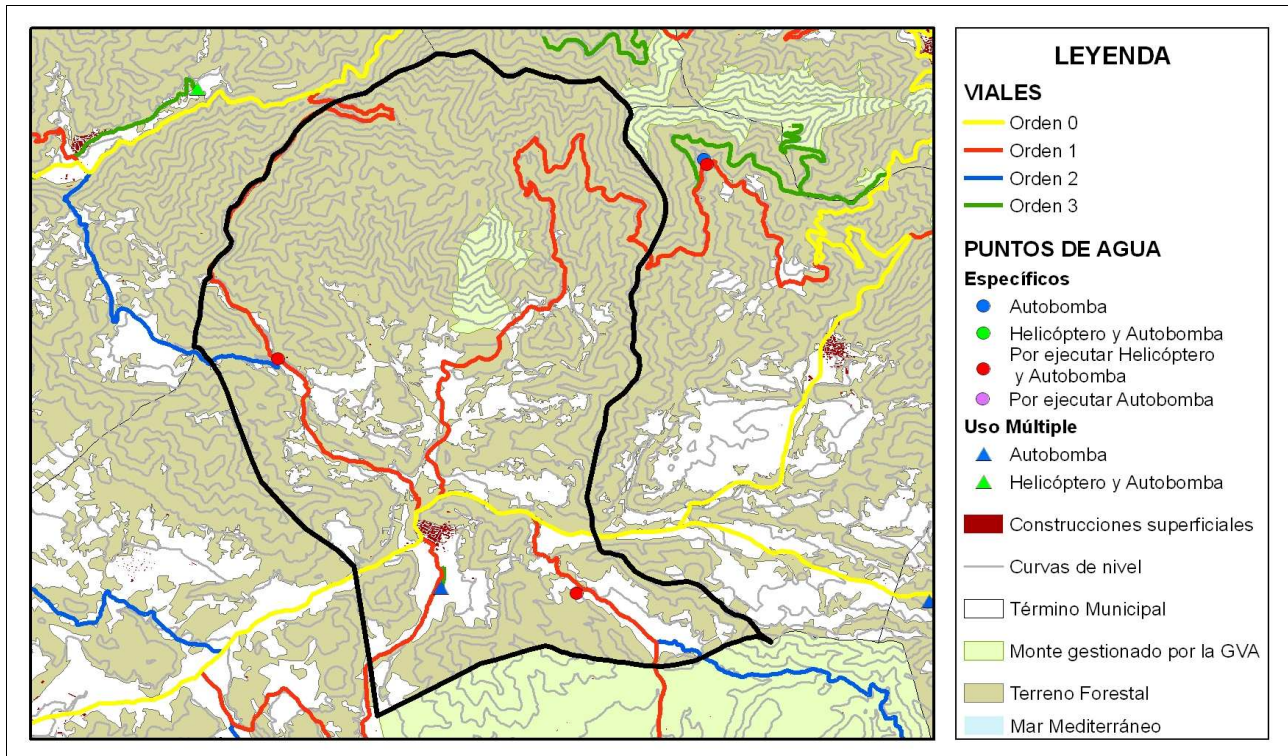 LEYENDA
VIALES
Orden 0
Orden 1
Orden 2
Orden 3
PUNTOS DE AGUA
Específicos
Autobomba
Helicóptero y Autobomba
Por ejecutar Helicóptero
y Autobomba
Por ejecutar Autobomba
Uso Múltiple
Autobomba
Helicóptero y Autobomba
Construcciones superficiales
Curvas de nivel
Término Municipal
Monte gestionado por la GVA
Terreno Forestal
Mar Mediterráneo